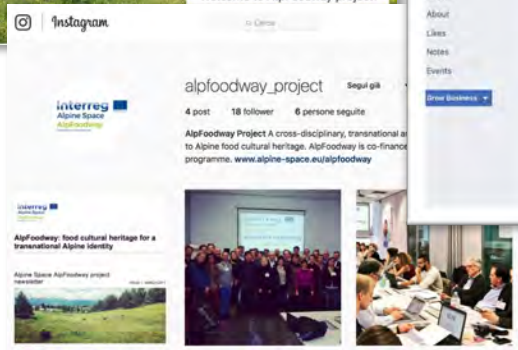 Instagram
Cerca
alpfoodway_project
Segui già
4 post 18 follower 6 persone seguite
AlpFoodway Project A cross-disciplinary, transnational
to Alpine food cultural heritage. AlpFoodway is co-finance
programme. www.alpine-space.eu/alpfoodway
Interreg
Alpine Space
AlpFoodway
Interreg
Alpine Space
AlpFoodway: food cultural heritage for a
transnational Alpine identity
Alpine Space AlpFoodway project
newsletter
About
Likes
Notes
Events
Grow Business